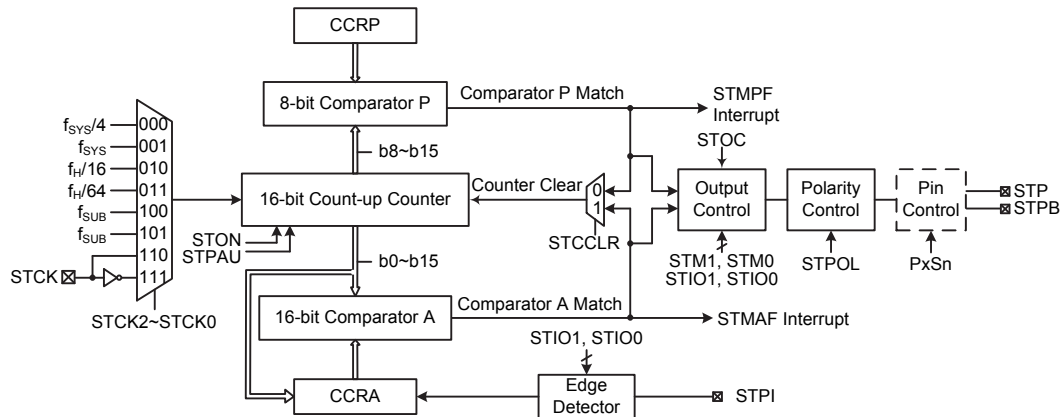 CCRP
8-bit Comparator P
Comparator P Match
STMPF
Interrupt
b8~b15
STOC
fSYS/4
fSYS
fH/16
fH/64
fSUB
fSUB
000
001
010
011
100
101
110
111
STCK
STCK2~STCK0
16-bit Count-up Counter
STON
STPAU
Counter Clear
0
1
STCCLR
Output
Control
STM1, STM0
STIO1, STIO0
Polarity
Control
STPOL
Pin
Control
PxSn
STP
STPB
b0~b15
16-bit Comparator A
Comparator A Match
STMAF Interrupt
STIO1, STIO0
CCRA
Edge
Detector
STPI